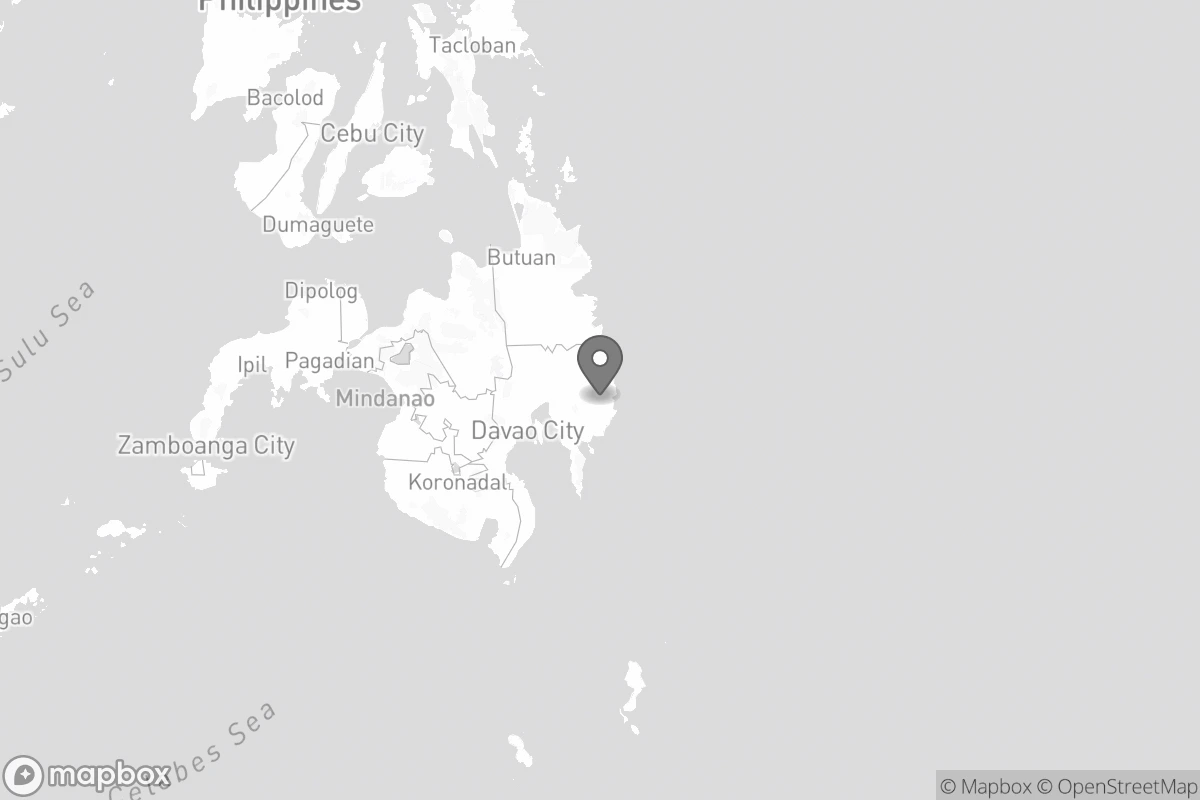 Philippines
Tacloban
Bacolod
Cebu City
Dumaguete
Butuan
Dipolog
Sulu Sea
Ipil
Pagadian
Mindanao
Davao City
Zamboanga City
Koronadal
gao
Celebes Sea
mapbox
© Mapbox © OpenStreetMap